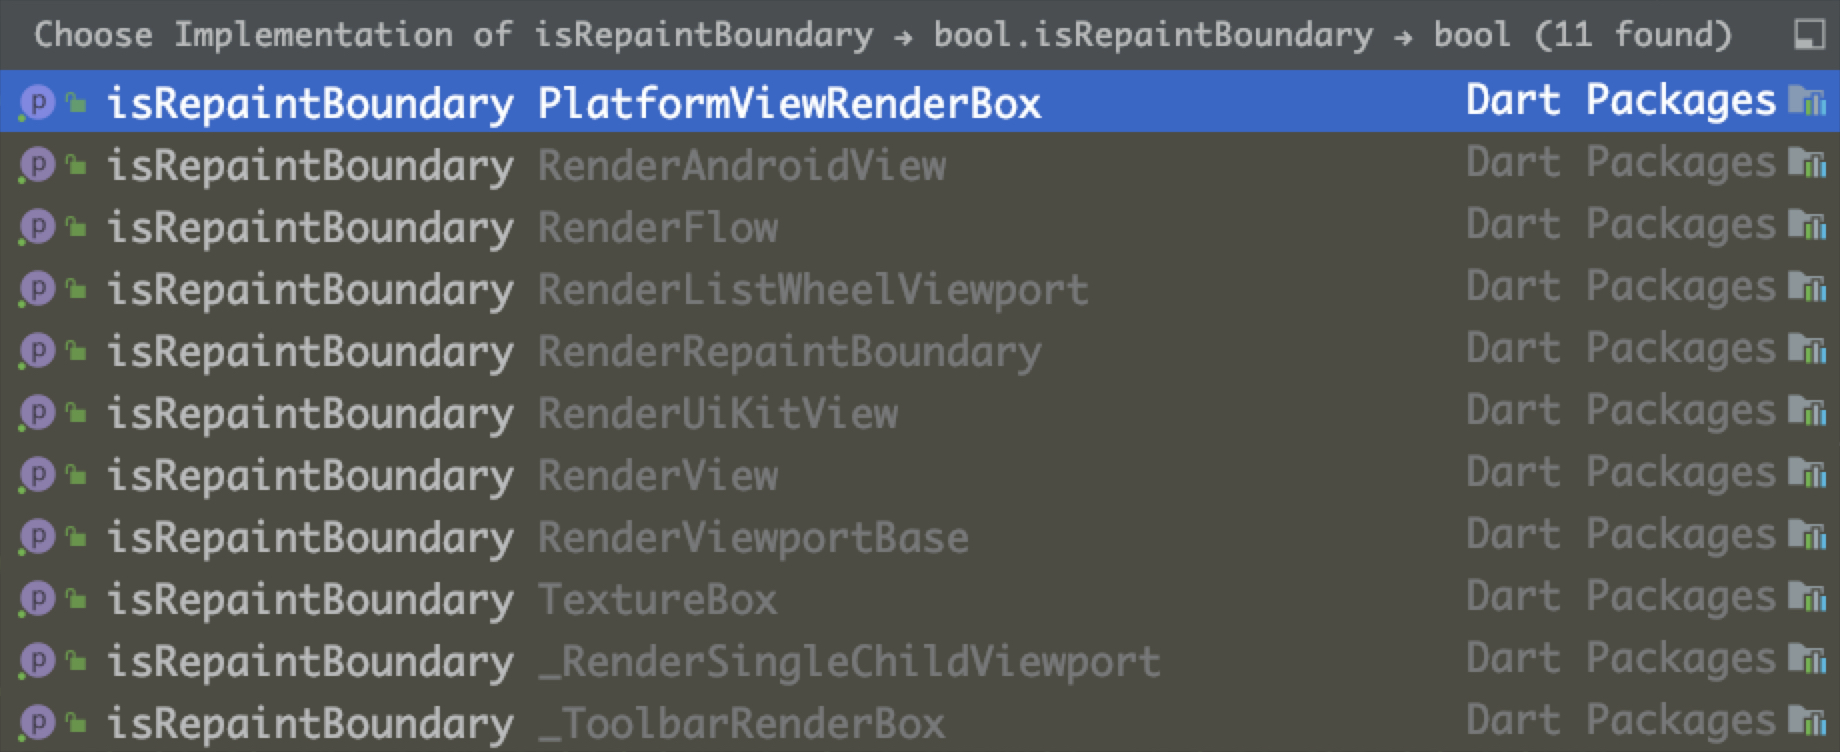 Choose Implementation of isRepaintBoundary → bool.isRepaintBoundary → bool (11 found)
isRepaintBoundary PlatformViewRenderBox Dart Packages
isRepaintBoundary RenderAndroidView Dart Packages
isRepaintBoundary RenderFlow Dart Packages
isRepaintBoundary RenderListWheelViewport Dart Packages
isRepaintBoundary RenderRepaintBoundary Dart Packages
isRepaintBoundary RenderUiKitView Dart Packages
isRepaintBoundary RenderView Dart Packages
isRepaintBoundary RenderViewportBase Dart Packages
isRepaintBoundary TextureBox Dart Packages
isRepaintBoundary _RenderSingleChildViewport Dart Packages
isRepaintBoundary _ToolbarRenderBox Dart Packages